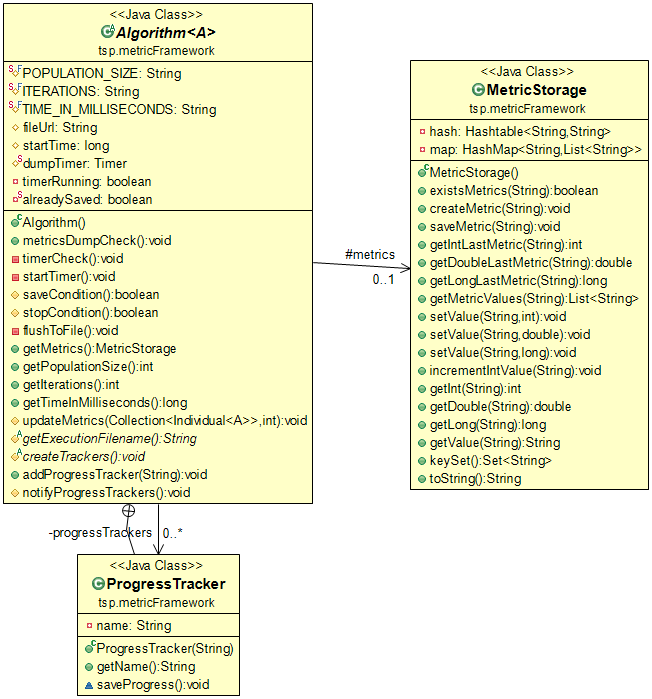 <<Java Class>>
Algorithm<A>
tsp.metricFramework
POPULATION_SIZE: String
ITERATIONS: String
TIME_IN_MILLISECONDS: String
fileUrl: String
startTime: long
dumpTimer: Timer
timerRunning: boolean
alreadySaved: boolean
Algorithm()
metricsDumpCheck():void
timerCheck():void
startTimer():void
saveCondition():boolean
stopCondition():boolean
flushToFile():void
getMetrics():MetricStorage
getPopulationSize():int
getIterations():int
getTimeInMilliseconds():long
updateMetrics(Collection<Individual<A>>,int):void
getExecutionFilename():String
createTrackers():void
addProgressTracker(String):void
notifyProgressTrackers():void
#metrics
0..1
<<Java Class>>
MetricStorage
tsp.metricFramework
hash: Hashtable<String,String>
map: HashMap<String,List<String>>
MetricStorage()
existsMetrics(String):boolean
createMetric(String):void
saveMetric(String):void
getIntLastMetric(String):int
getDoubleLastMetric(String):double
getLongLastMetric(String):long
getMetricValues(String):List<String>
setValue(String,int):void
setValue(String,double):void
setValue(String,long):void
incrementIntValue(String):void
getInt(String):int
getDouble(String):double
getLong(String):long
getValue(String):String
keySet():Set<String>
toString():String
-progressTrackers
0..*
<<Java Class>>
ProgressTracker
tsp.metricFramework
name: String
ProgressTracker(String)
getName():String
saveProgress():void